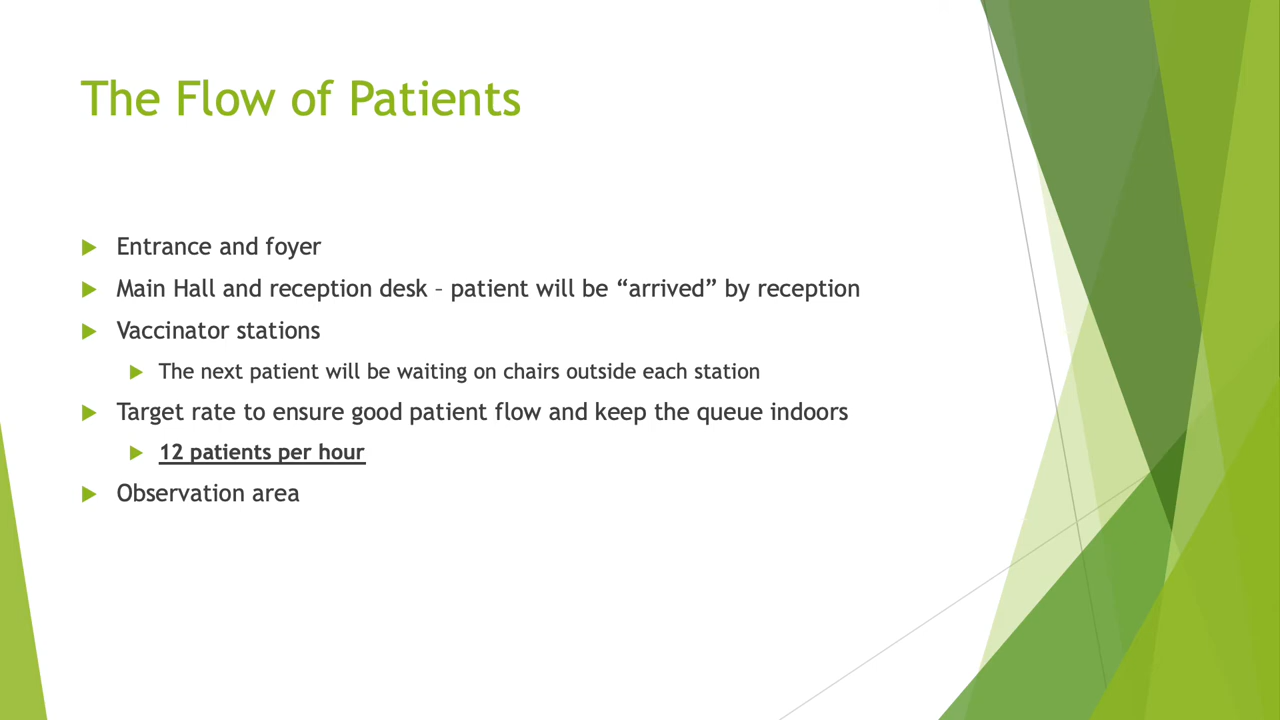 The Flow of Patients
Entrance and foyer
Main Hall and reception desk – patient will be “arrived” by reception
Vaccinator stations
The next patient will be waiting on chairs outside each station
Target rate to ensure good patient flow and keep the queue indoors
12 patients per hour
Observation area